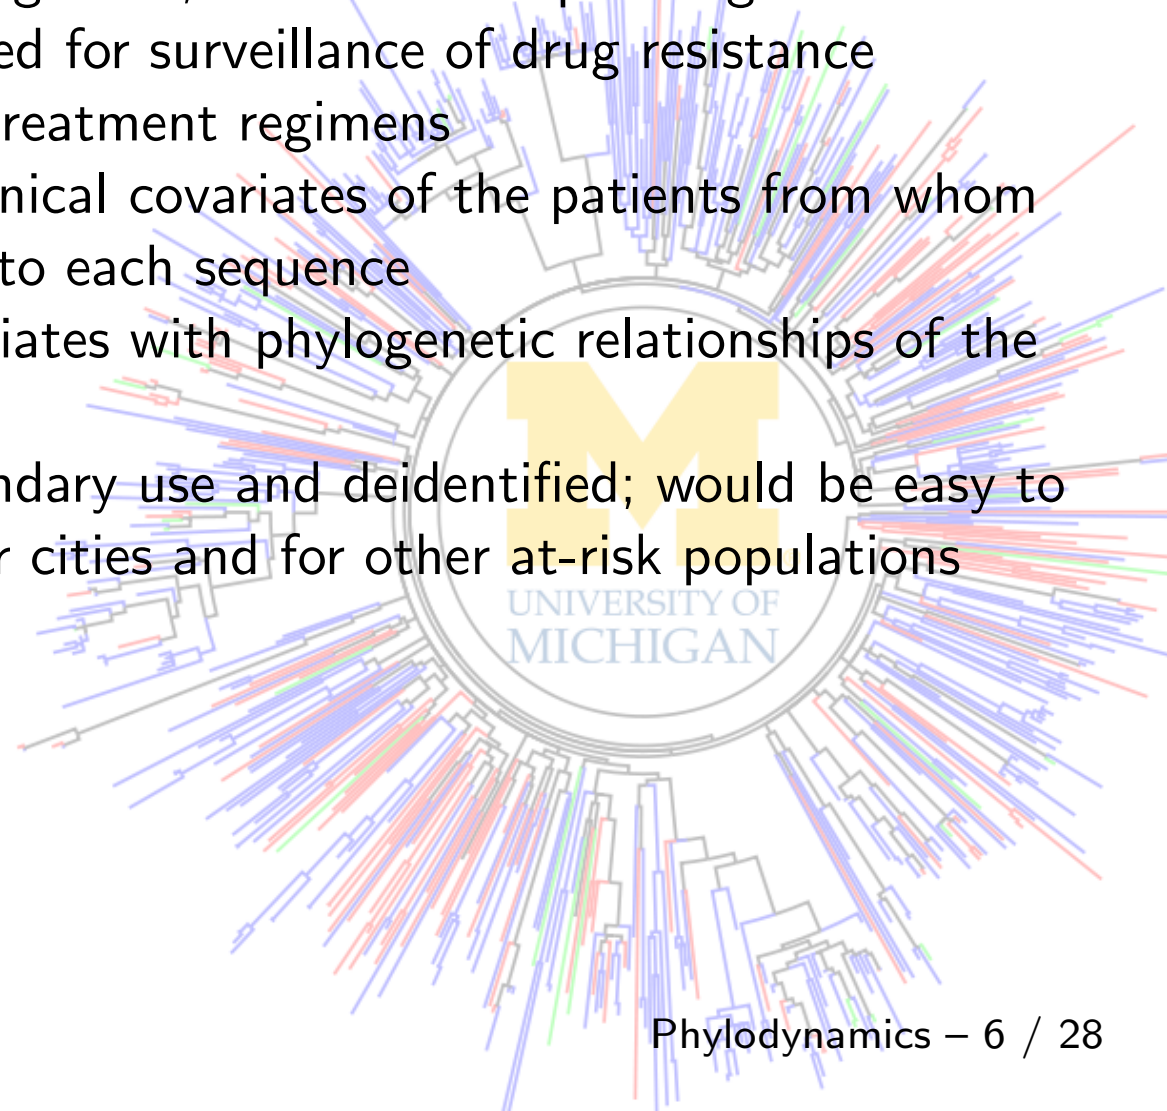 ed for surveillance of drug resistance
reatment regimens
nical covariates of the patients from whom
to each sequence
iates with phylogenetic relationships of the
ndary use and deidentified; would be easy to
r cities and for other at-risk populations
M
UNIVERSITY OF
MICHIGAN
Phylodynamics – 6 / 28